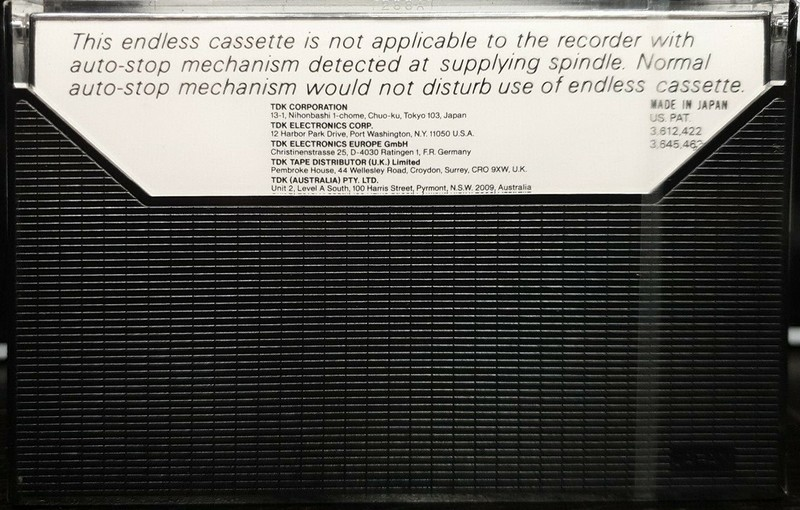 This endless cassette is not applicable to the recorder with
auto-stop mechanism detected at supplying spindle. Normal
auto-stop mechanism would not disturb use of endless cassette.
TDK CORPORATION
13-1, Nihonbashi 1-chome, Chuo-ku, Tokyo 103, Japan
TDK ELECTRONICS CORP.
12 Harbor Park Drive, Port Washington, N.Y. 11050 U.S.A.
TDK ELECTRONICS EUROPE GmbH
Christinenstrasse 25, D-4030 Ratingen 1, F.R. Germany
TDK TAPE DISTRIBUTOR (U.K.) Limited
Pembroke House, 44 Wellesley Road, Croydon, Surrey, CRO 9XW, U.K.
TDK (AUSTRALIA) PTY. LTD.
Unit 2, Level A South, 100 Harris Street, Pyrmont, N.S.W. 2009, Australia
MADE IN JAPAN
US. PAT.
3,612,422
JAPAN